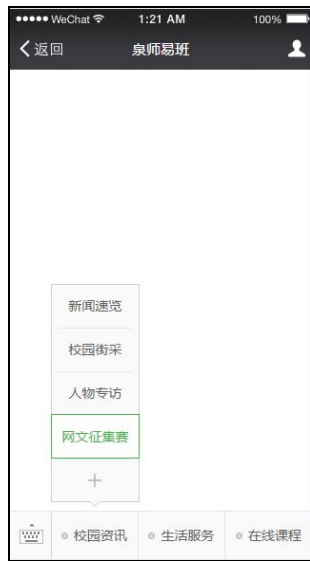 WeChat 1:21 AM 100%
返回 泉师易班
新闻速览
校园街采
人物专访
网文征集赛
+
校园资讯 生活服务 在线课程